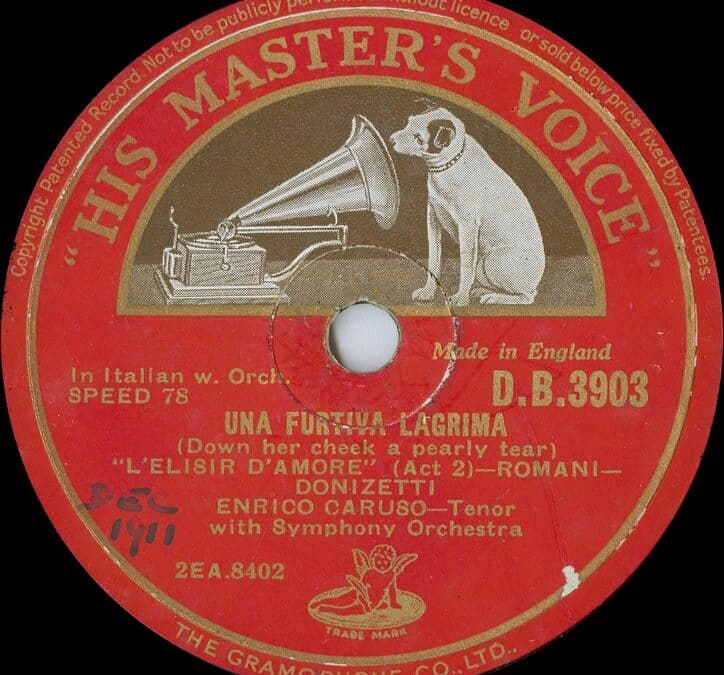 Copyright Patented Record. Not to be publicly performed without licence or sold below price fixed by Patentees.
"HIS MASTER'S VOICE"
Made in England
In Italian w. Orch.
SPEED 78
D.B.3903
UNA FURTIVA LAGRIMA
(Down her cheek a pearly tear)
"L'ELISIR D'AMORE" (Act 2)—ROMANI—
DONIZETTI
ENRICO CARUSO—Tenor
with Symphony Orchestra
DEC
1911
2EA.8402
TRADE MARK
THE GRAMOPHONE CO., LTD.,